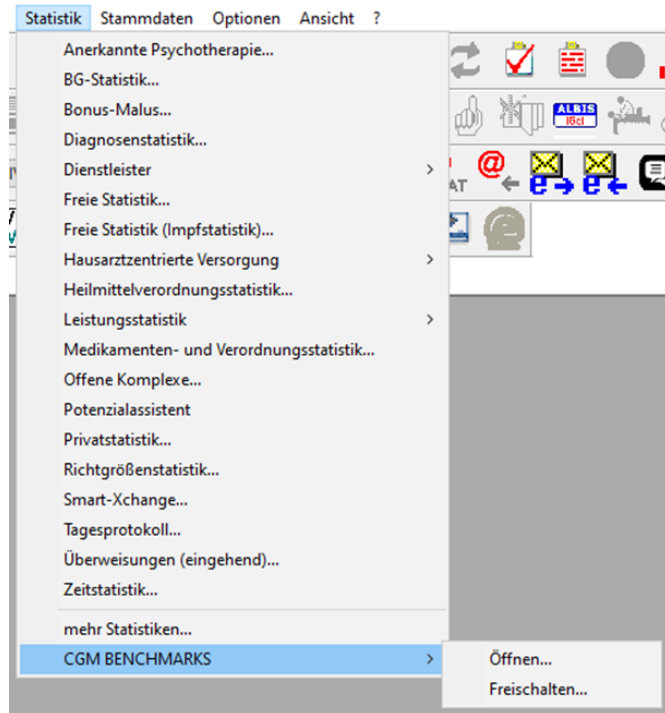 Statistik Stammdaten Optionen Ansicht ?
Anerkannte Psychotherapie...
BG-Statistik...
Bonus-Malus...
Diagnosenstatistik...
Dienstleister
Freie Statistik...
Freie Statistik (Impfstatistik)...
Hausarztzentrierte Versorgung
Heilmittelverordnungsstatistik...
Leistungsstatistik
Medikamenten- und Verordnungsstatistik...
Offene Komplexe...
Potenzialassistent
Privatstatistik...
Richtgrößenstatistik...
Smart-Xchange...
Tagesprotokoll...
Überweisungen (eingehend)...
Zeitstatistik...
mehr Statistiken...
CGM BENCHMARKS
Öffnen...
Freischalten...
ALBIS
IGel
AT
@
e
e